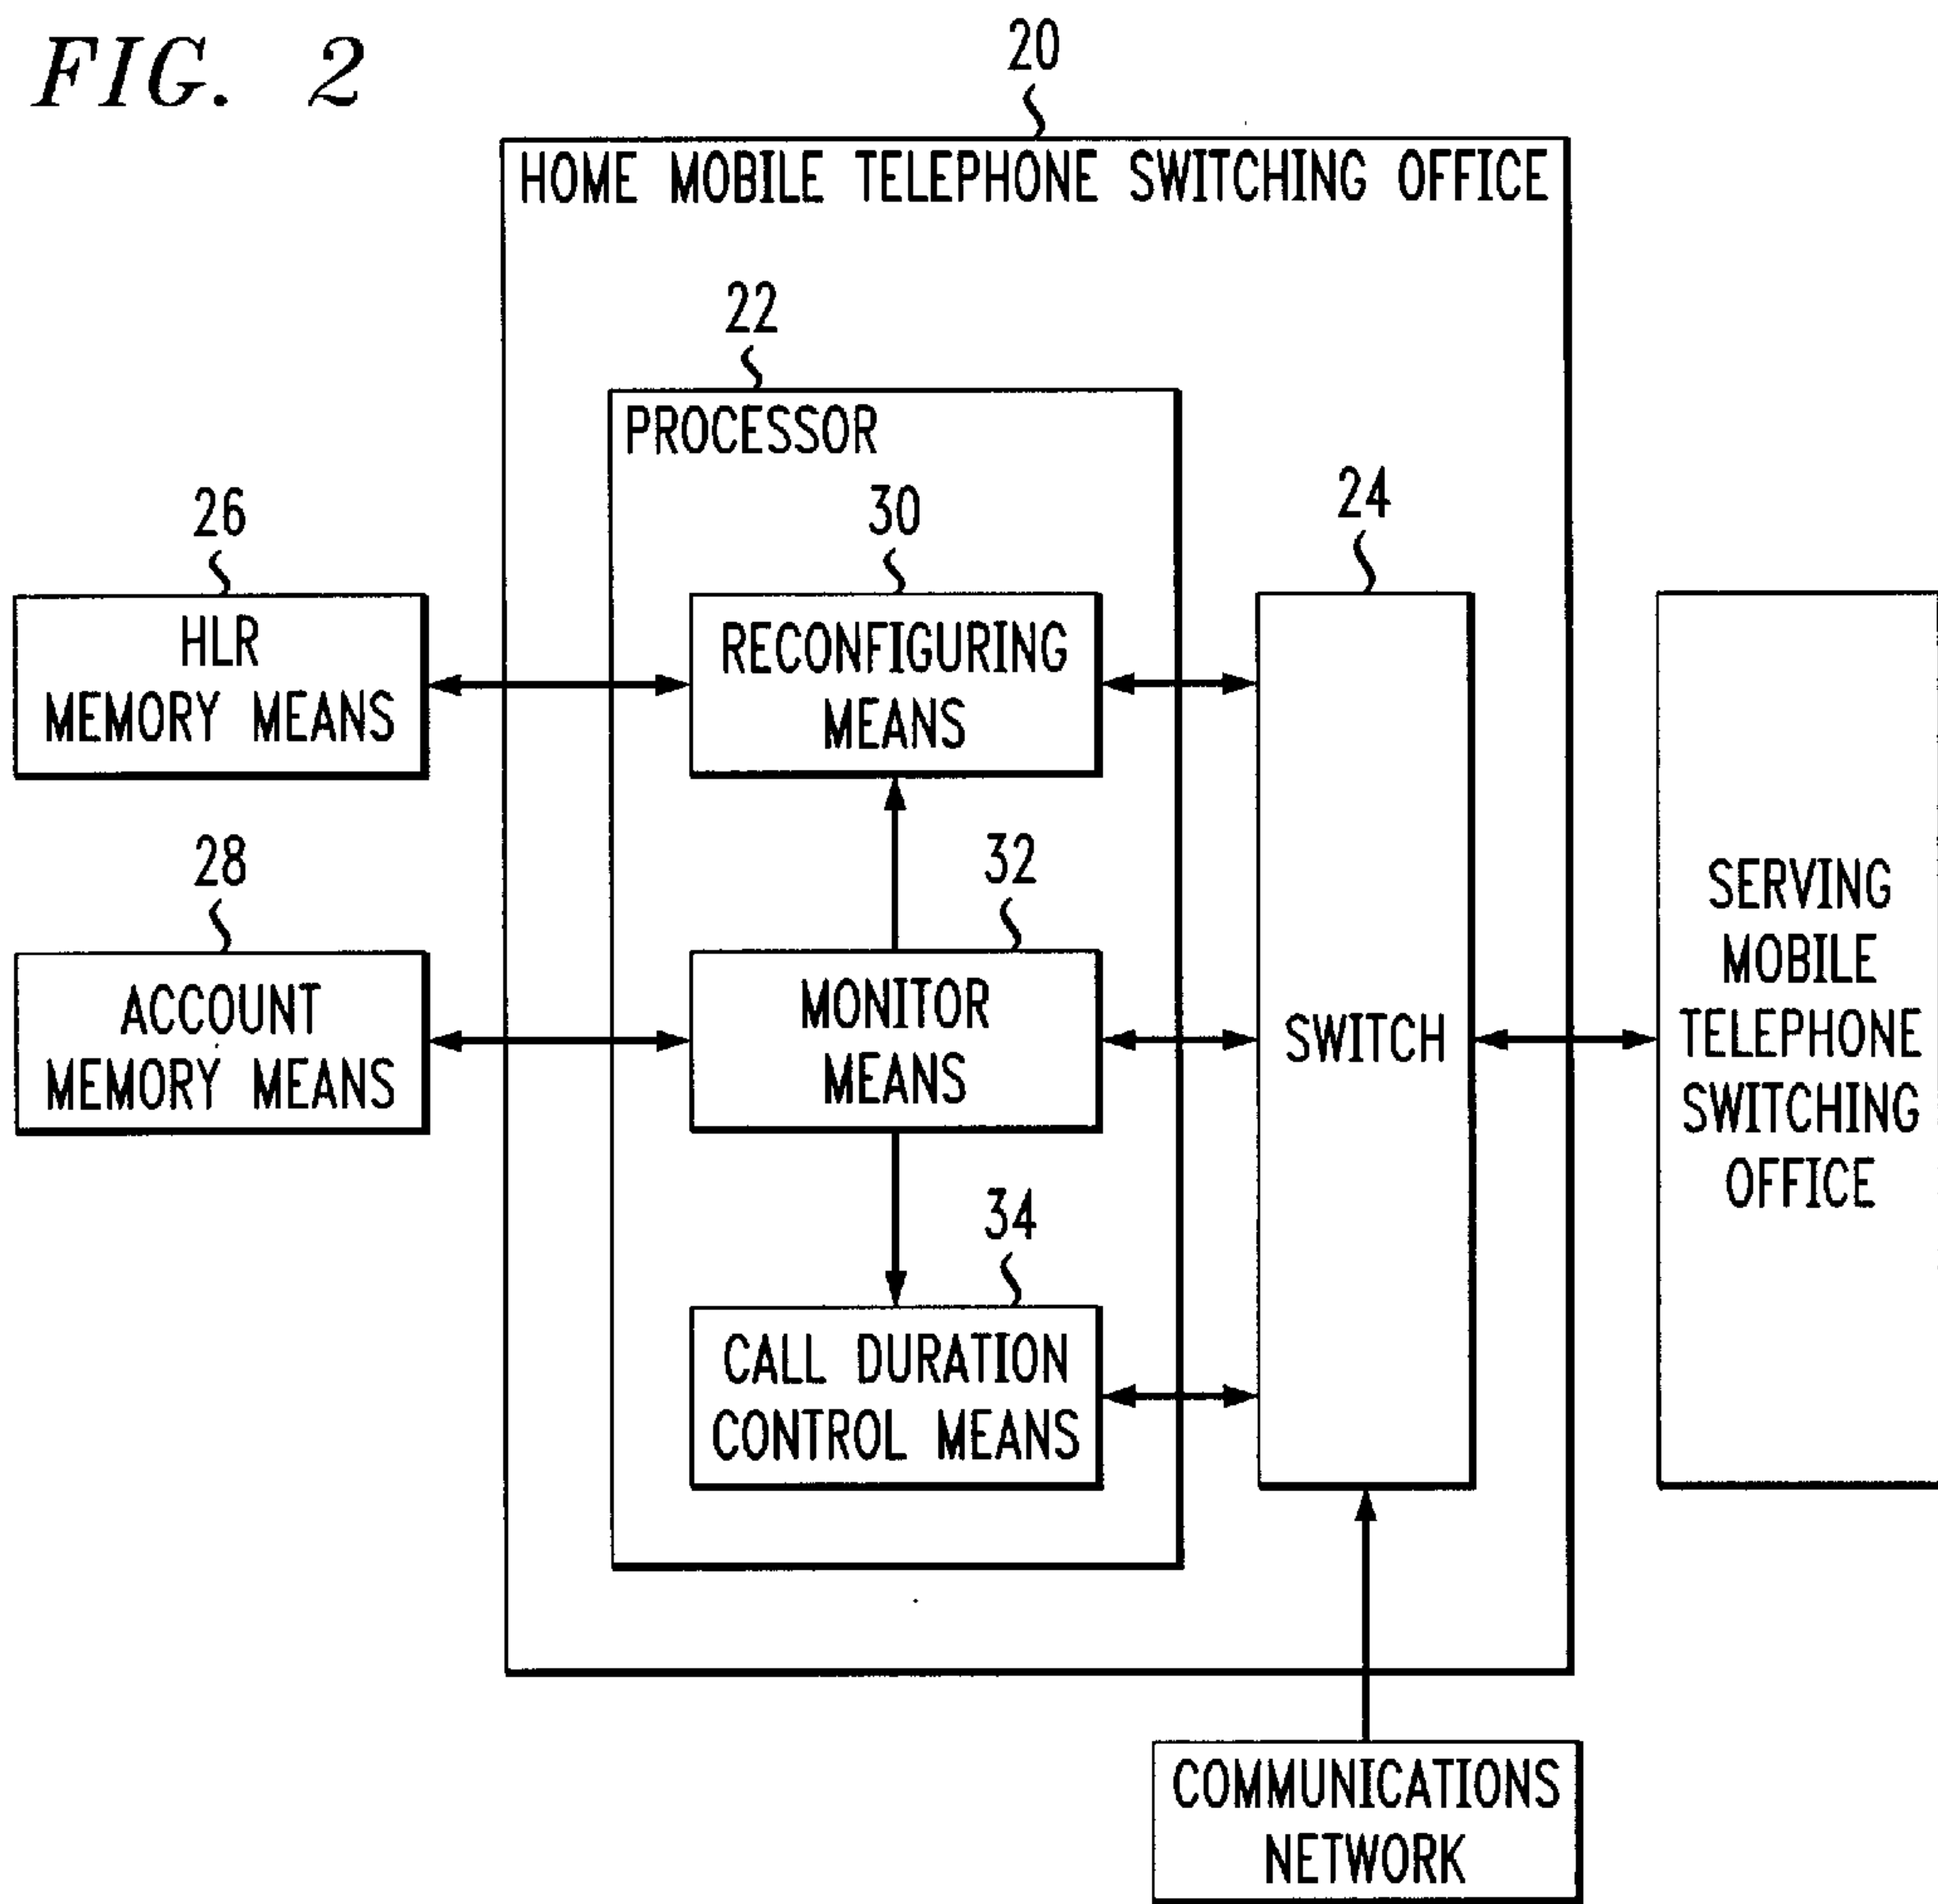 FIG. 2
20
HOME MOBILE TELEPHONE SWITCHING OFFICE
22
PROCESSOR
26
30
24
HLR
MEMORY MEANS
RECONFIGURING
MEANS
28
32
ACCOUNT
MEMORY MEANS
MONITOR
MEANS
SWITCH
SERVING
MOBILE
TELEPHONE
SWITCHING
OFFICE
34
CALL DURATION
CONTROL MEANS
COMMUNICATIONS
NETWORK